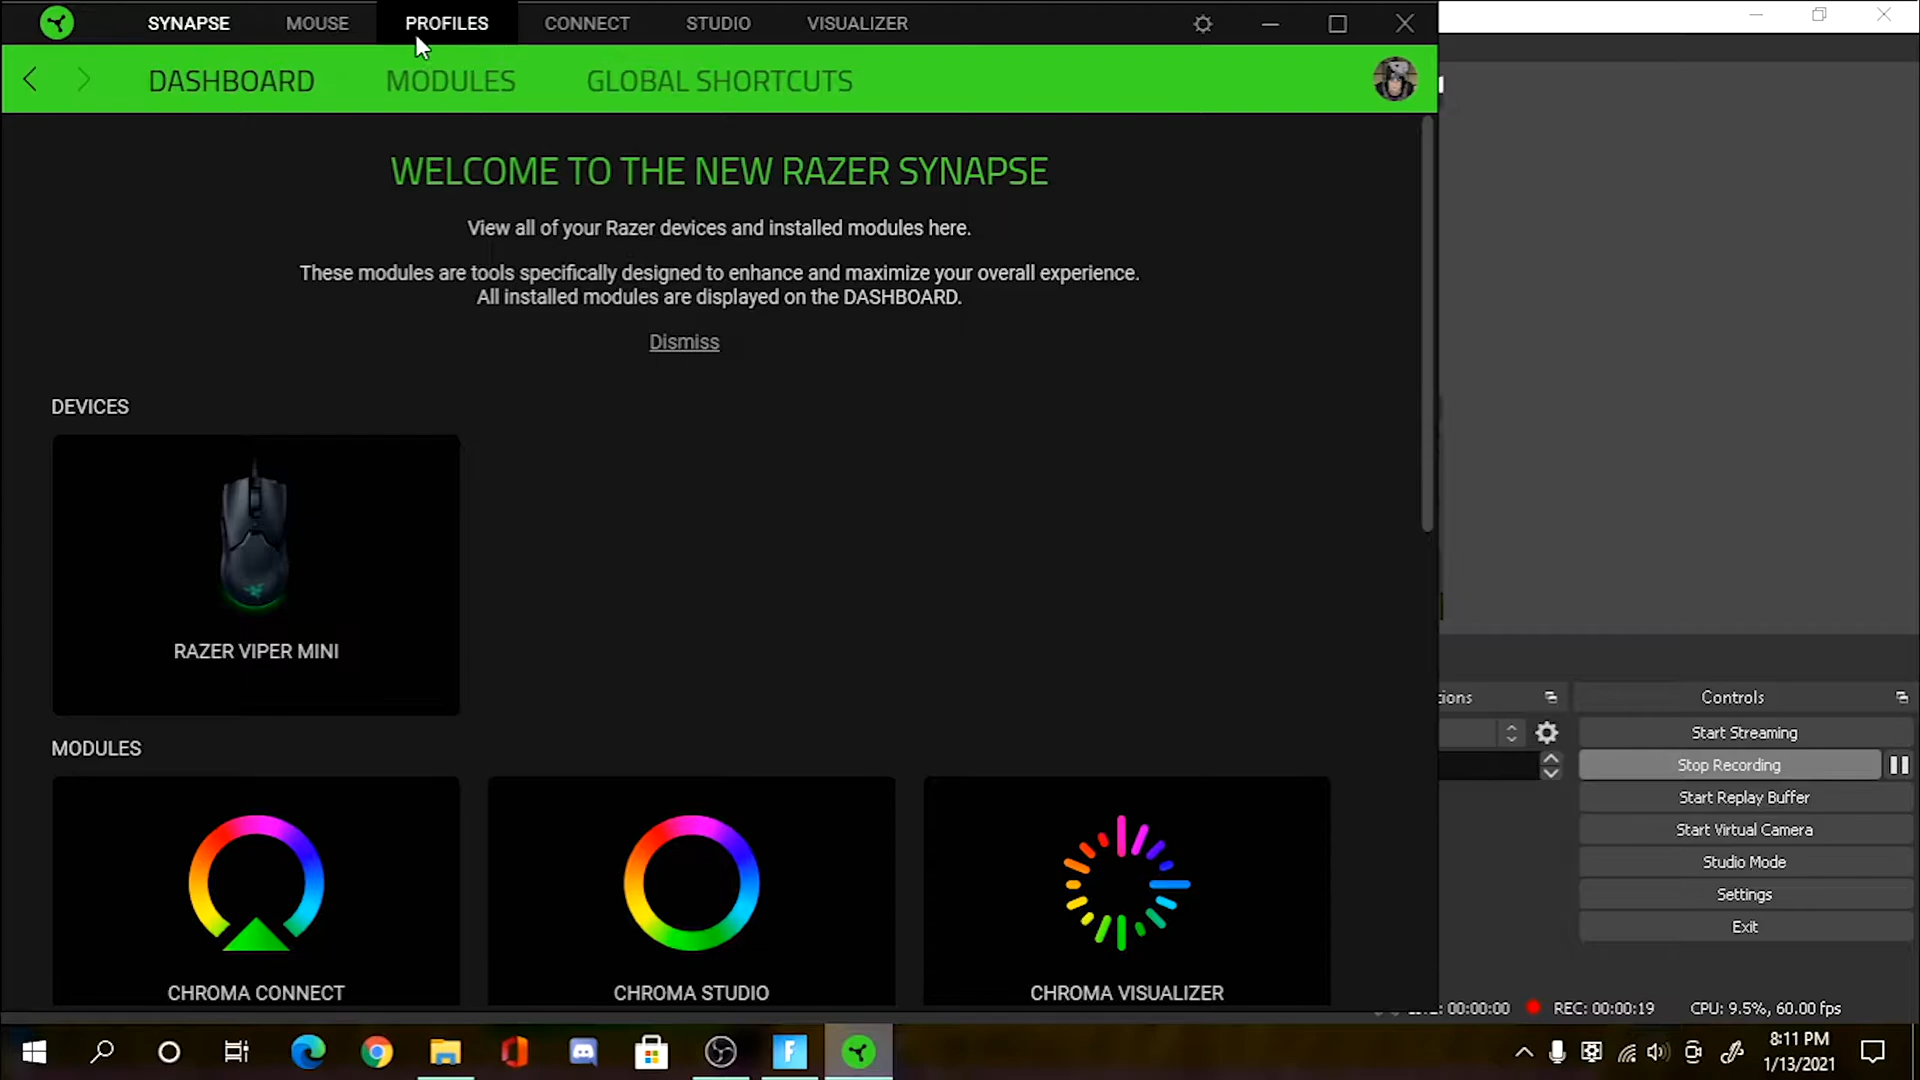 SYNAPSE MOUSE PROFILES CONNECT STUDIO VISUALIZER
DASHBOARD MODULES GLOBAL SHORTCUTS
WELCOME TO THE NEW RAZER SYNAPSE
View all of your Razer devices and installed modules here.
These modules are tools specifically designed to enhance and maximize your overall experience.
All installed modules are displayed on the DASHBOARD.
Dismiss
DEVICES
RAZER VIPER MINI
MODULES
CHROMA CONNECT
CHROMA STUDIO
CHROMA VISUALIZER
ions
Controls
Start Streaming
Stop Recording
Start Replay Buffer
Start Virtual Camera
Studio Mode
Settings
Exit
00:00:00 REC: 00:00:19 CPU: 9.5%, 60.00 fps
8:11 PM
1/13/2021